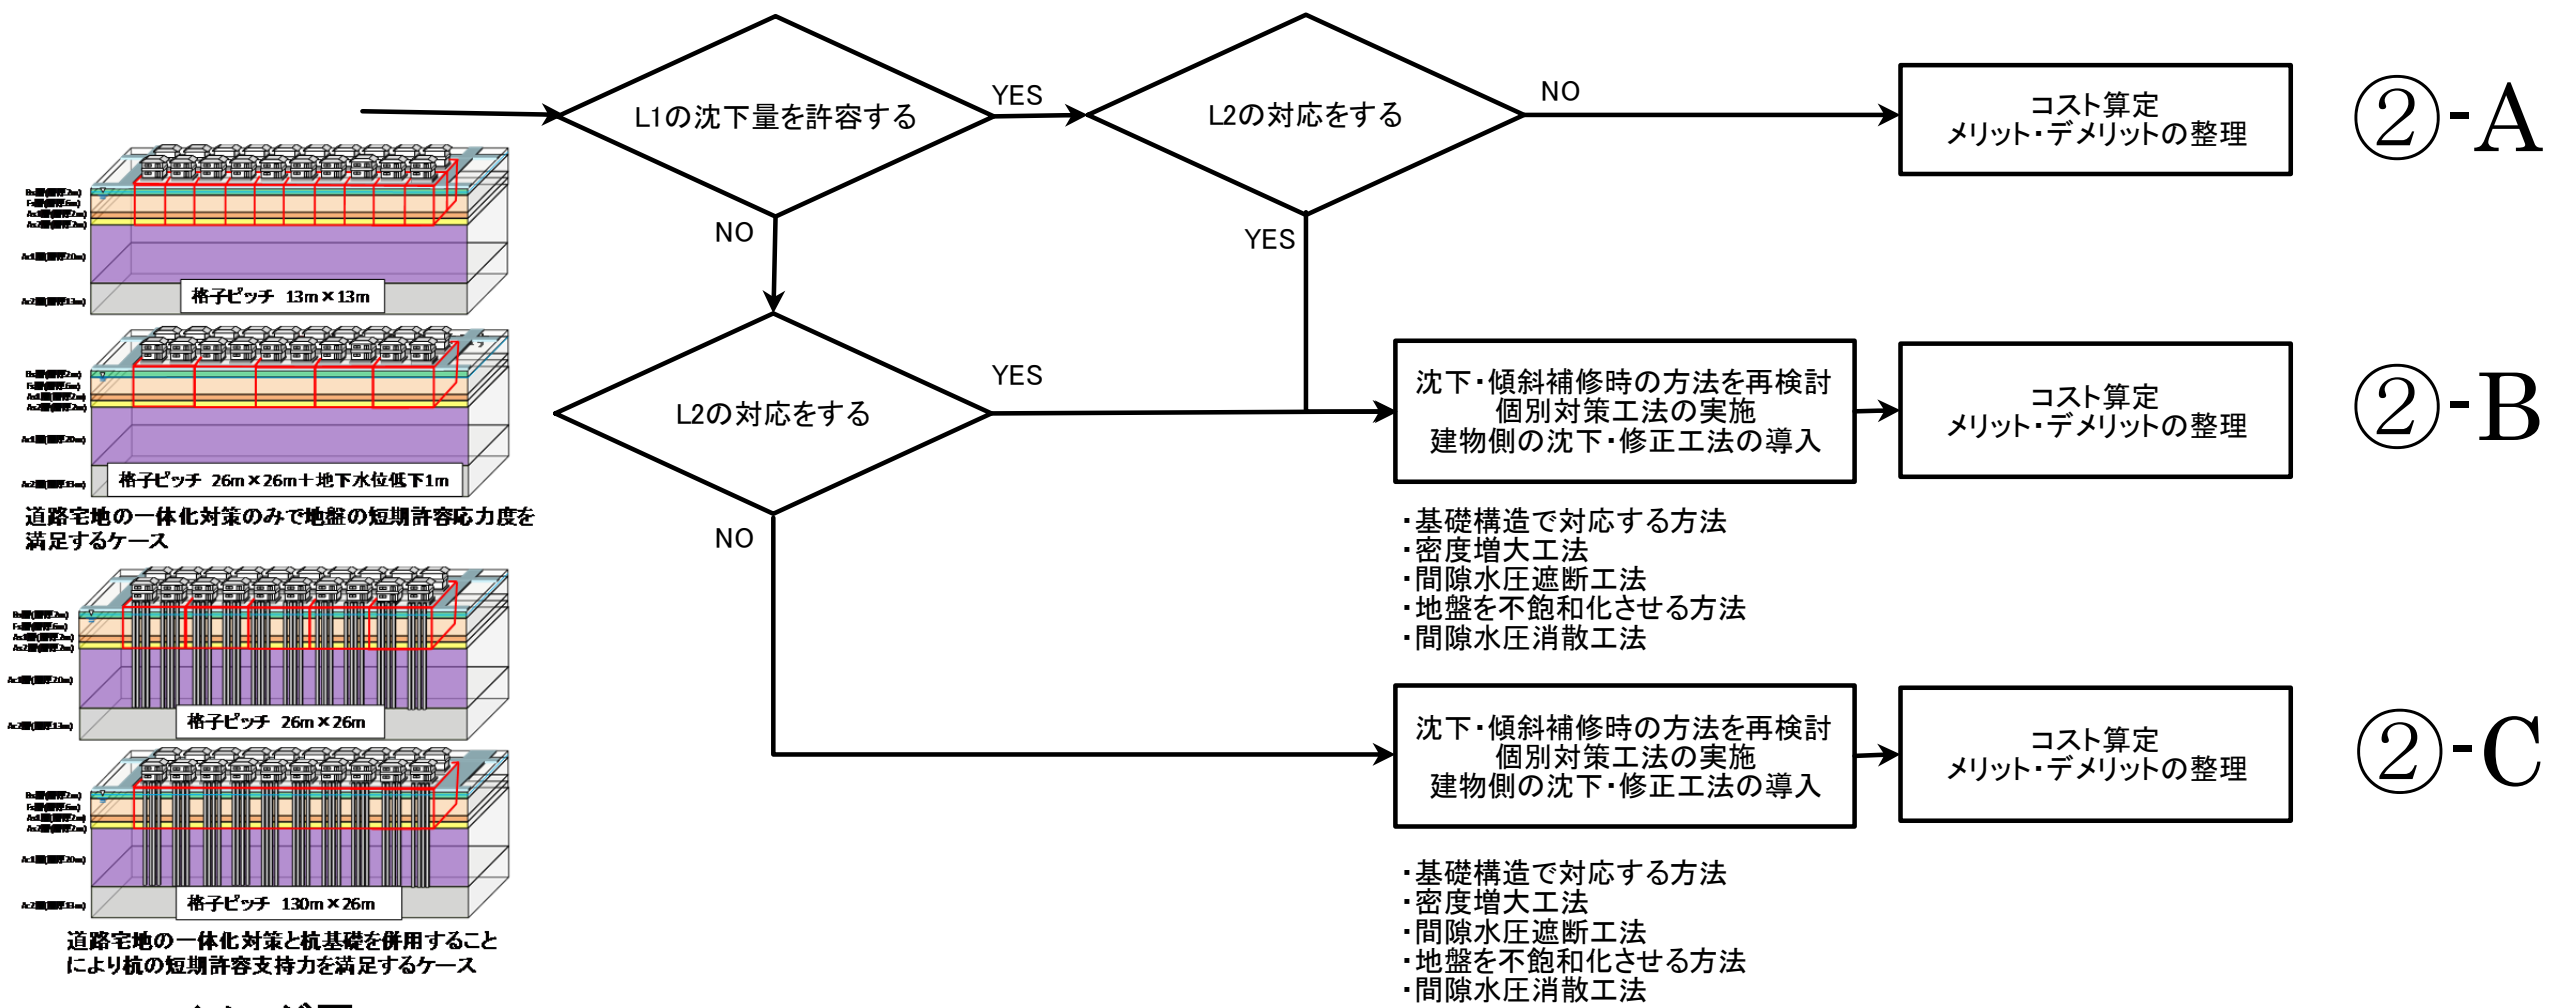 L1の沈下量を許容する
YES
L2の対応をする
NO
コスト算定
メリット・デメリットの整理
②-A
NO
YES
格子ピッチ 13m×13m
L2の対応をする
YES
沈下・傾斜補修時の方法を再検討
個別対策工法の実施
建物側の沈下・修正工法の導入
コスト算定
メリット・デメリットの整理
②-B
格子ピッチ 26m×26m+地下水位低下1m
道路宅地の一体化対策のみで地盤の短期許容応力度を
満足するケース
NO
・基礎構造で対応する方法
・密度増大工法
・間隙水圧遮断工法
・地盤を不飽和化させる方法
・間隙水圧消散工法
格子ピッチ 26m×26m
沈下・傾斜補修時の方法を再検討
個別対策工法の実施
建物側の沈下・修正工法の導入
コスト算定
メリット・デメリットの整理
②-C
格子ピッチ 130m×26m
道路宅地の一体化対策と杭基礎を併用すること
により杭の短期許容支持力を満足するケース
・基礎構造で対応する方法
・密度増大工法
・間隙水圧遮断工法
・地盤を不飽和化させる方法
・間隙水圧消散工法